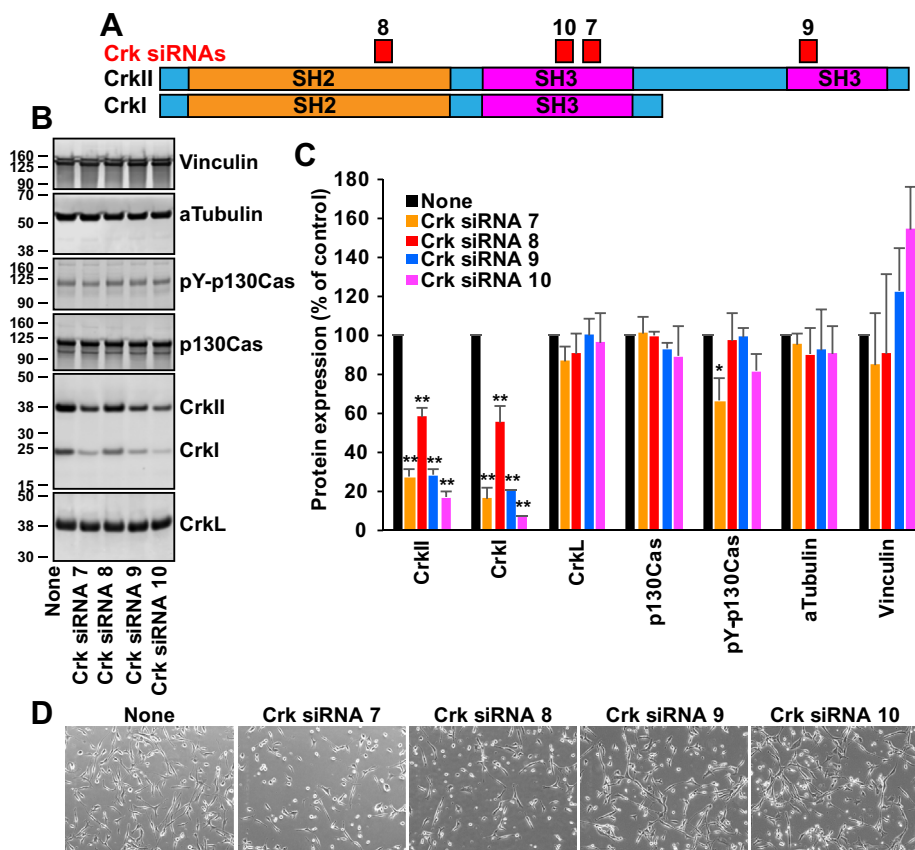 A
8 10 7 9
Crk siRNAs
CrkII SH2 SH3 SH3
CrkI SH2 SH3
B
160
125
90
Vinculin
70
50
38
aTubulin
160
125
90
pY-p130Cas
160
125
90
p130Cas
50
38
25
15
CrkII
CrkI
50
38
30
CrkL
None
Crk siRNA 7
Crk siRNA 8
Crk siRNA 9
Crk siRNA 10
C
Protein expression (% of control)
180
160
140
120
100
80
60
40
20
0
None
Crk siRNA 7
Crk siRNA 8
Crk siRNA 9
Crk siRNA 10
** ** ** **
** ** ** **
*
CrkII
CrkI
CrkL
p130Cas
pY-p130Cas
aTubulin
Vinculin
D
None Crk siRNA 7 Crk siRNA 8 Crk siRNA 9 Crk siRNA 10